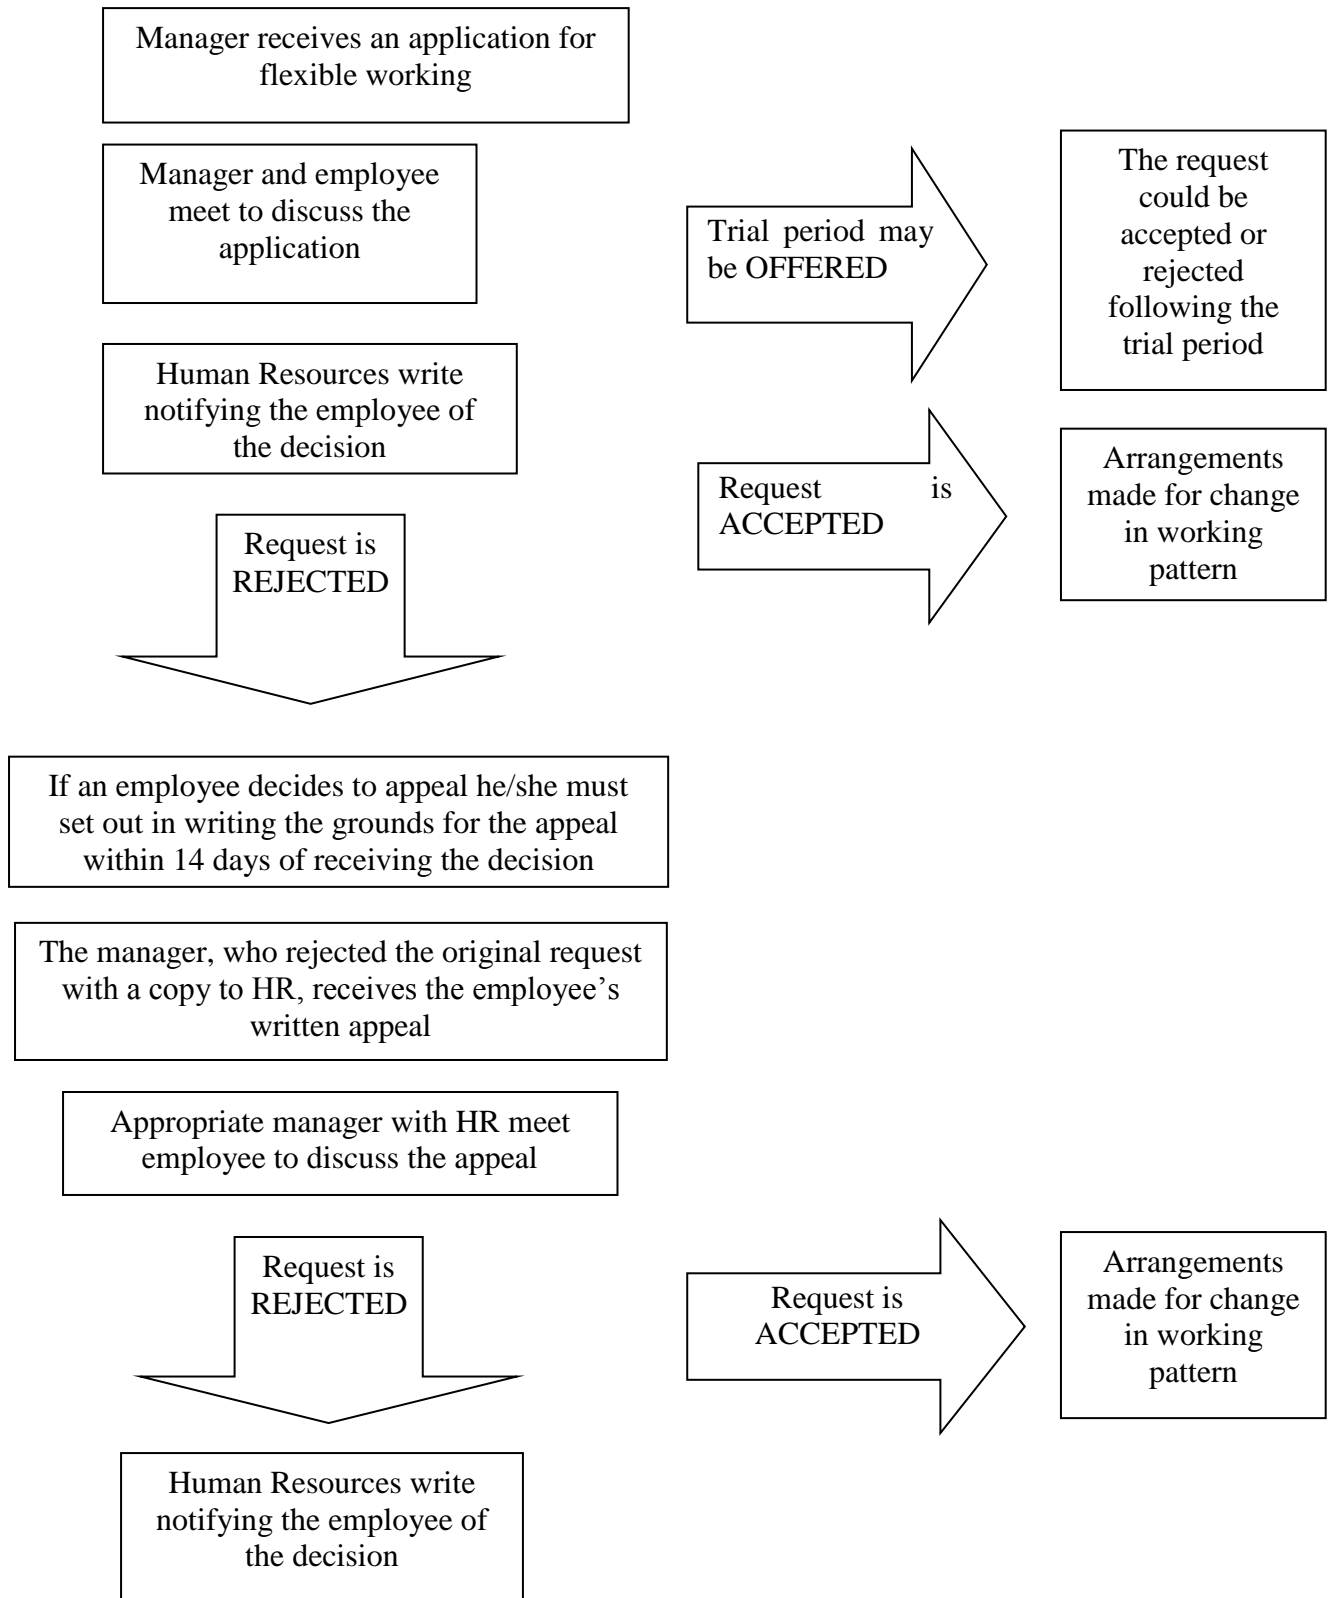 Manager receives an application for
flexible working
Manager and employee
meet to discuss the
application
Trial period may
be OFFERED
The request
could be
accepted or
rejected
following the
trial period
Human Resources write
notifying the employee of
the decision
Request is
ACCEPTED
Arrangements
made for change
in working
pattern
Request is
REJECTED
If an employee decides to appeal he/she must
set out in writing the grounds for the appeal
within 14 days of receiving the decision
The manager, who rejected the original request
with a copy to HR, receives the employee’s
written appeal
Appropriate manager with HR meet
employee to discuss the appeal
Request is
REJECTED
Request is
ACCEPTED
Arrangements
made for change
in working
pattern
Human Resources write
notifying the employee of
the decision